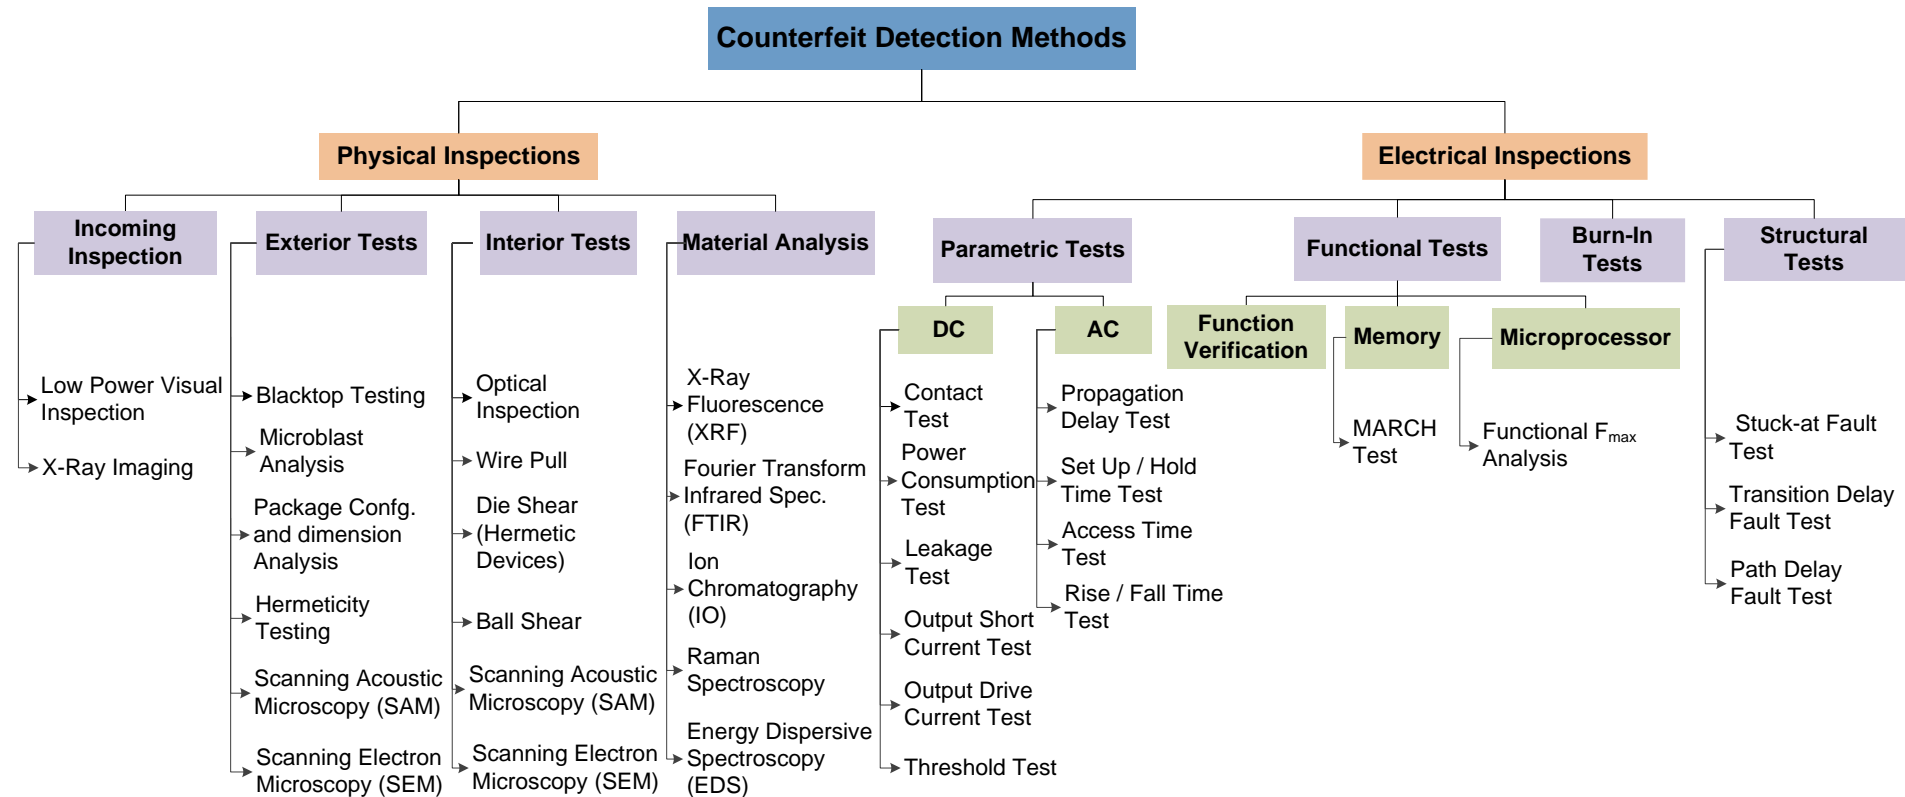 Counterfeit Detection Methods
Physical Inspections
Electrical Inspections
Incoming
Inspection
Exterior Tests
Interior Tests
Material Analysis
Parametric Tests
Functional Tests
Burn-In
Tests
Structural
Tests
DC
AC
Function
Verification
Memory
Microprocessor
Low Power Visual
Inspection
X-Ray Imaging
Blacktop Testing
Microblast
Analysis
Package Confg.
and dimension
Analysis
Hermeticity
Testing
Scanning Acoustic
Microscopy (SAM)
Scanning Electron
Microscopy (SEM)
Optical
Inspection
Wire Pull
Die Shear
(Hermetic
Devices)
Ball Shear
Scanning Acoustic
Microscopy (SAM)
Scanning Electron
Microscopy (SEM)
X-Ray
Fluorescence
(XRF)
Fourier Transform
Infrared Spec.
(FTIR)
Ion
Chromatography
(IO)
Raman
Spectroscopy
Energy Dispersive
Spectroscopy
(EDS)
Contact
Test
Power
Consumption
Test
Leakage
Test
Output Short
Current Test
Output Drive
Current Test
Threshold Test
Propagation
Delay Test
Set Up / Hold
Time Test
Access Time
Test
Rise / Fall Time
Test
MARCH
Test
Functional Fmax
Analysis
Stuck-at Fault
Test
Transition Delay
Fault Test
Path Delay
Fault Test